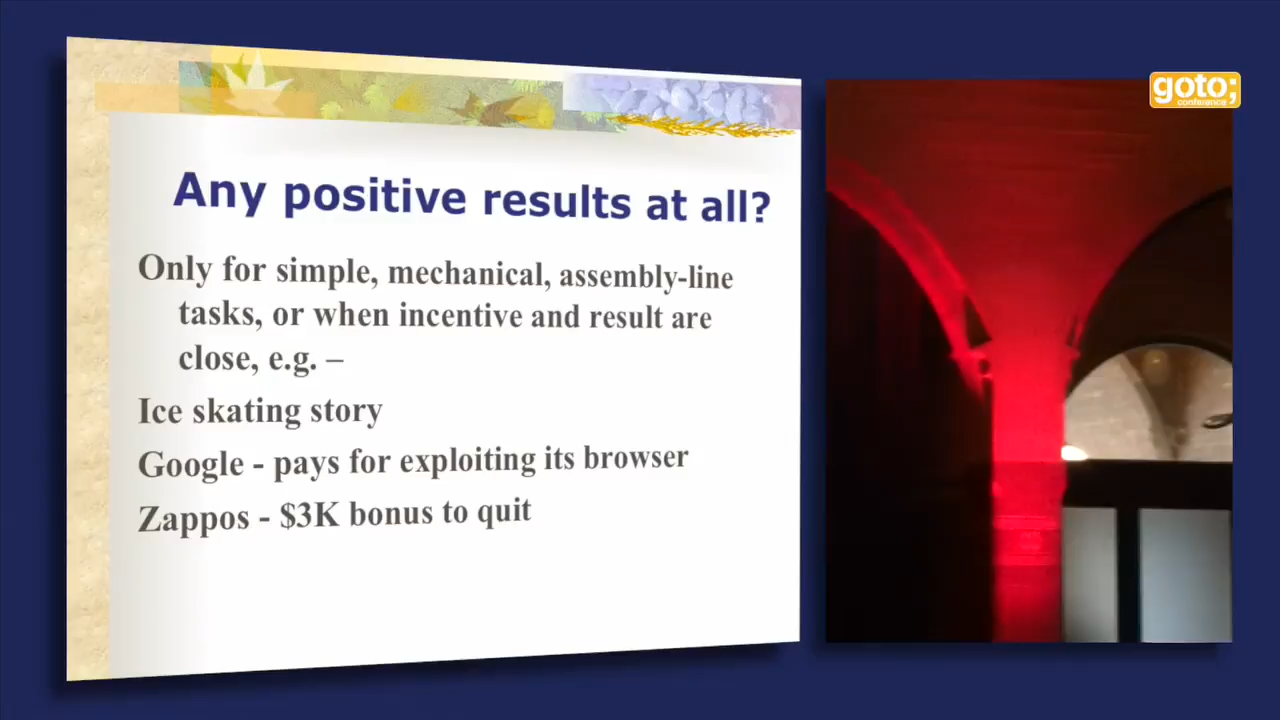 goto;
conference
Any positive results at all?
Only for simple, mechanical, assembly-line
tasks, or when incentive and result are
close, e.g. –
Ice skating story
Google - pays for exploiting its browser
Zappos - $3K bonus to quit